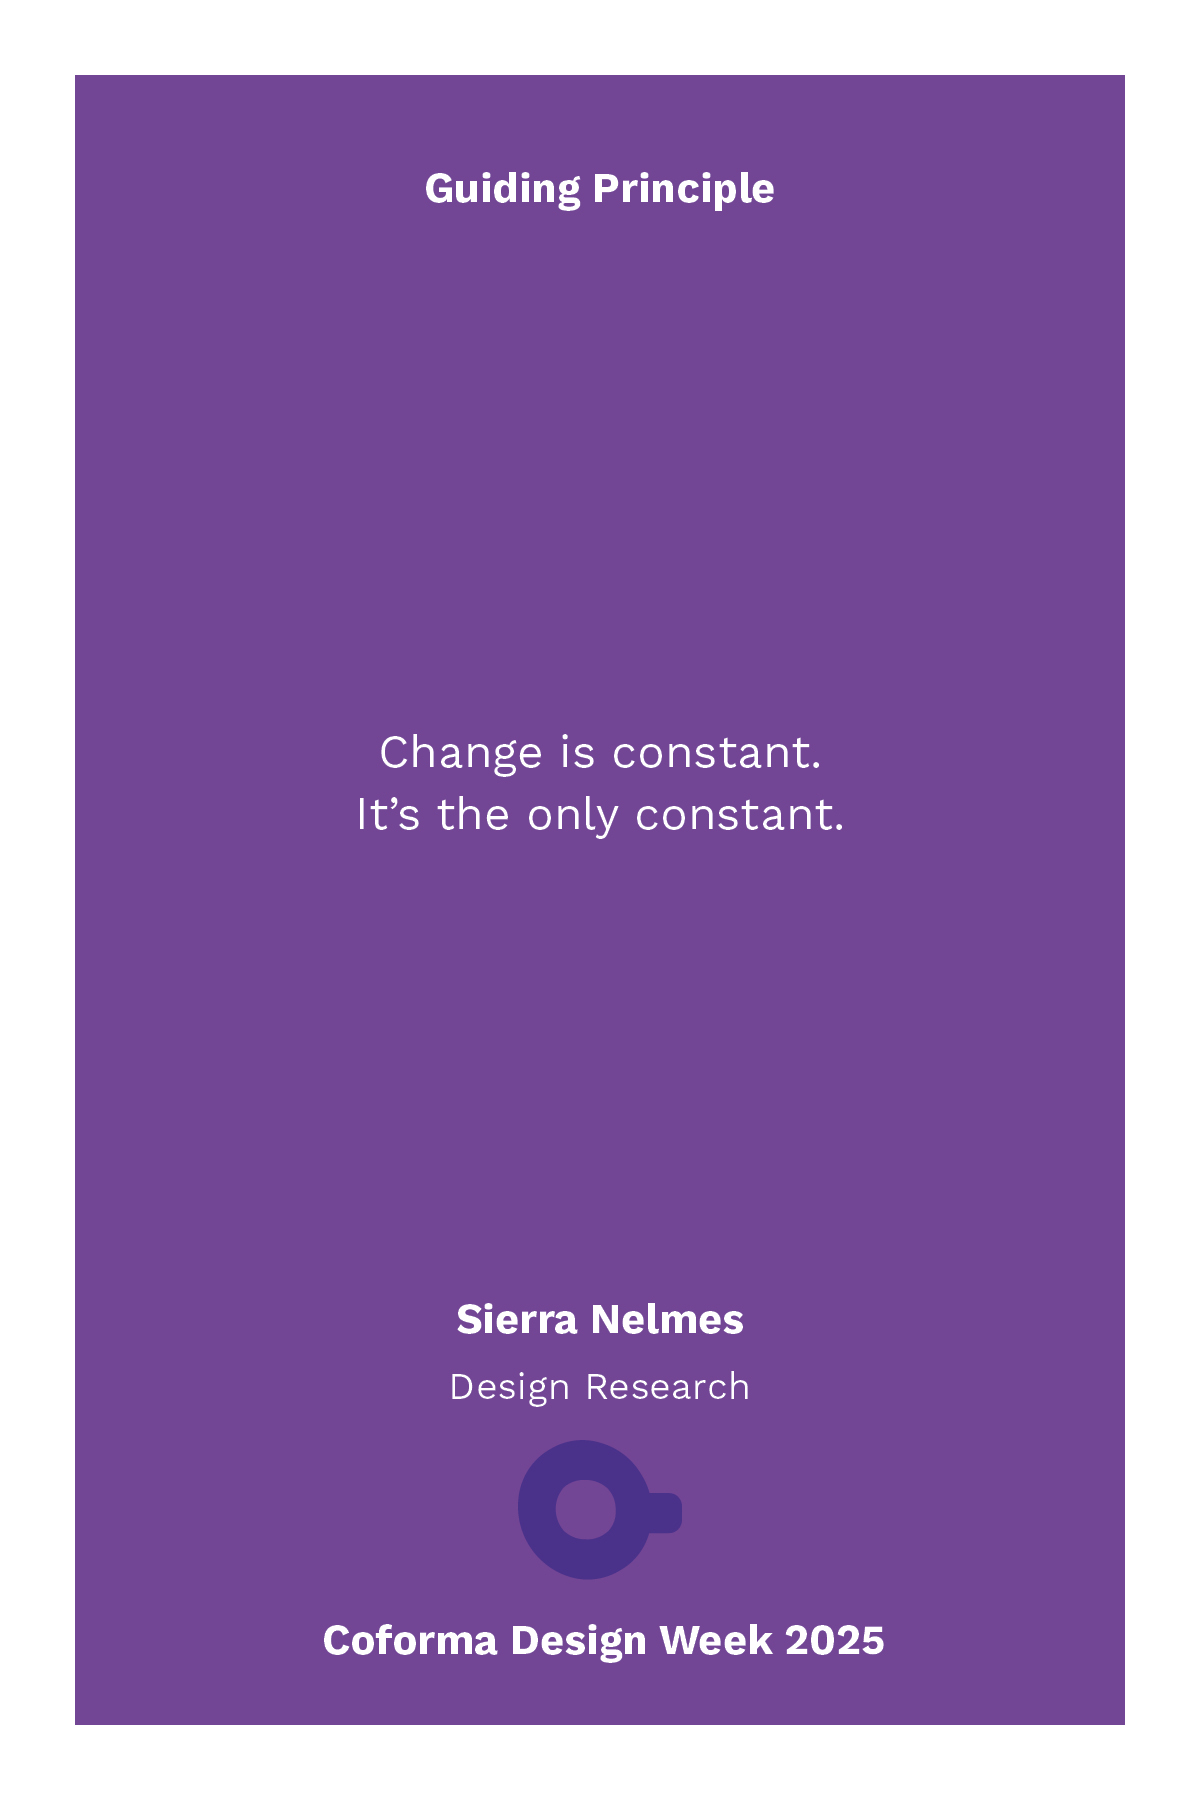 Guiding Principle
Change is constant.
It’s the only constant.
Sierra Nelmes
Design Research
Coforma Design Week 2025